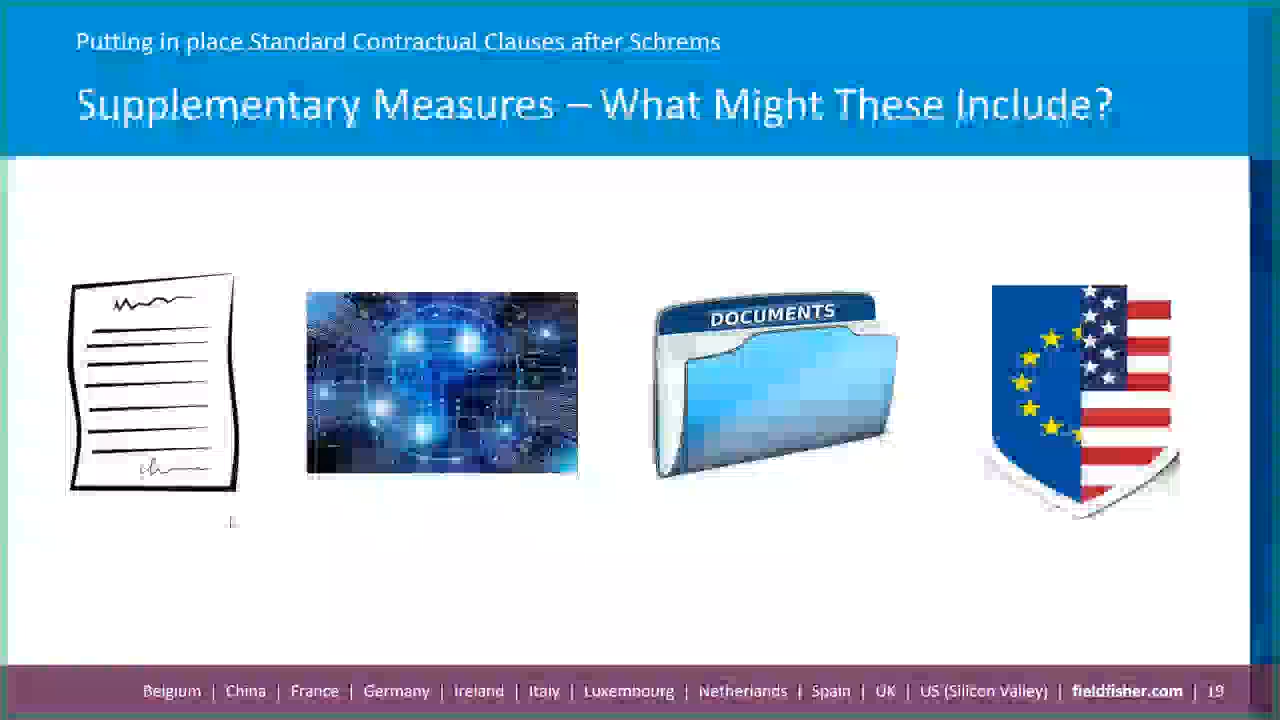 Putting in place Standard Contractual Clauses after Schrems
Supplementary Measures – What Might These Include?
DOCUMENTS
Belgium | China | France | Germany | Ireland | Italy | Luxembourg | Netherlands | Spain | UK | US (Silicon Valley) | fieldfisher.com | 19